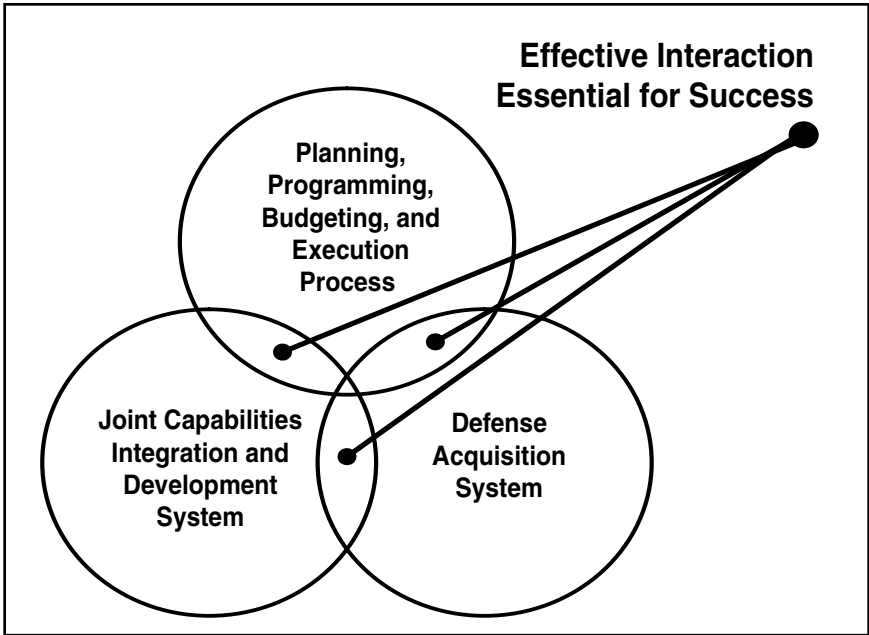 Effective Interaction
Essential for Success
Planning,
Programming,
Budgeting, and
Execution
Process
Joint Capabilities
Integration and
Development
System
Defense
Acquisition
System